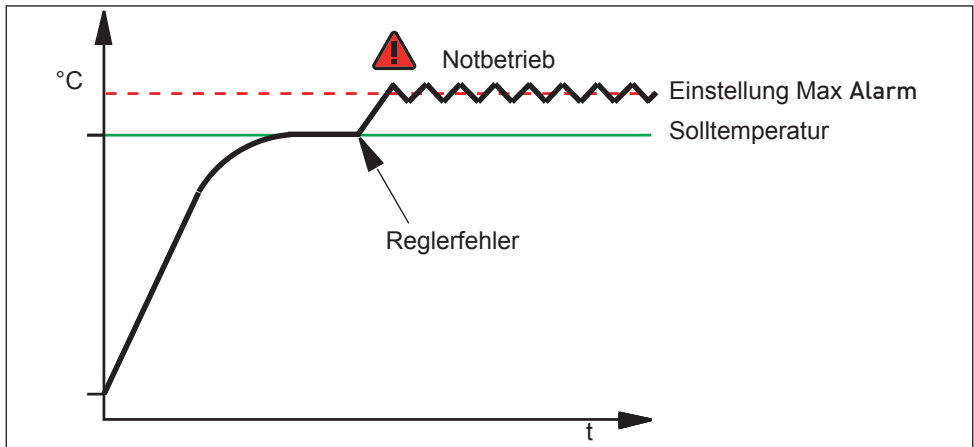 Notbetrieb
°C
Einstellung Max Alarm
Solltemperatur
Reglerfehler
t